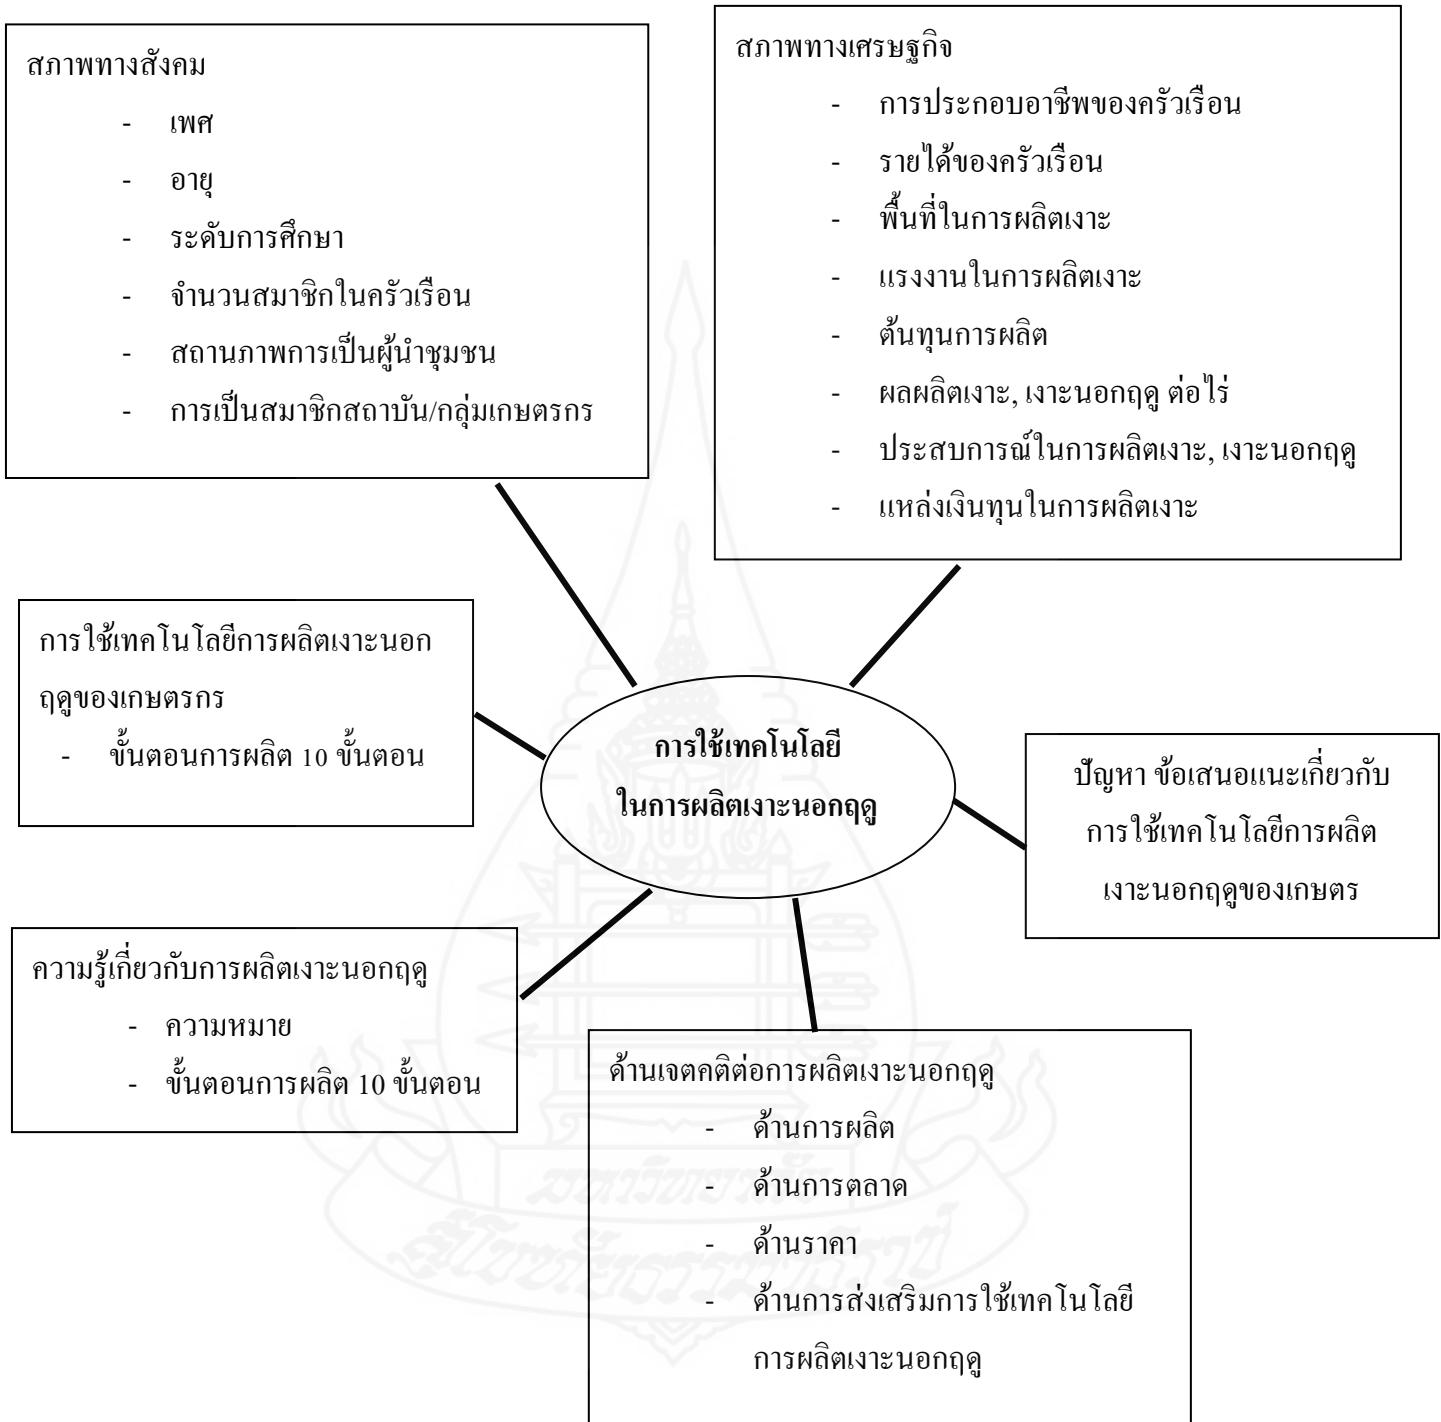 สภาพทางสังคม
- เพศ
- อายุ
- ระดับการศึกษา
- จำนวนสมาชิกในครัวเรือน
- สถานภาพการเป็นผู้นำชุมชน
- การเป็นสมาชิกสถาบัน/กลุ่มเกษตรกร
สภาพทางเศรษฐกิจ
- การประกอบอาชีพของครัวเรือน
- รายได้ของครัวเรือน
- พื้นที่ในการผลิตเงาะ
- แรงงานในการผลิตเงาะ
- ต้นทุนการผลิต
- ผลผลิตเงาะ, เงาะนอกฤดู ต่อไร่
- ประสบการณ์ในการผลิตเงาะ, เงาะนอกฤดู
- แหล่งเงินทุนในการผลิตเงาะ
การใช้เทคโนโลยีการผลิตเงาะนอก
ฤดูของเกษตรกร
- ขั้นตอนการผลิต 10 ขั้นตอน
การใช้เทคโนโลยี
ในการผลิตเงาะนอกฤดู
ปัญหา ข้อเสนอแนะเกี่ยวกับ
การใช้เทคโนโลยีการผลิต
เงาะนอกฤดูของเกษตร
ความรู้เกี่ยวกับการผลิตเงาะนอกฤดู
- ความหมาย
- ขั้นตอนการผลิต 10 ขั้นตอน
ด้านเจตคติต่อการผลิตเงาะนอกฤดู
- ด้านการผลิต
- ด้านการตลาด
- ด้านราคา
- ด้านการส่งเสริมการใช้เทคโนโลยี
การผลิตเงาะนอกฤดู
มหาวิทยาลัย
สุโขทัยธรรมาธิราช